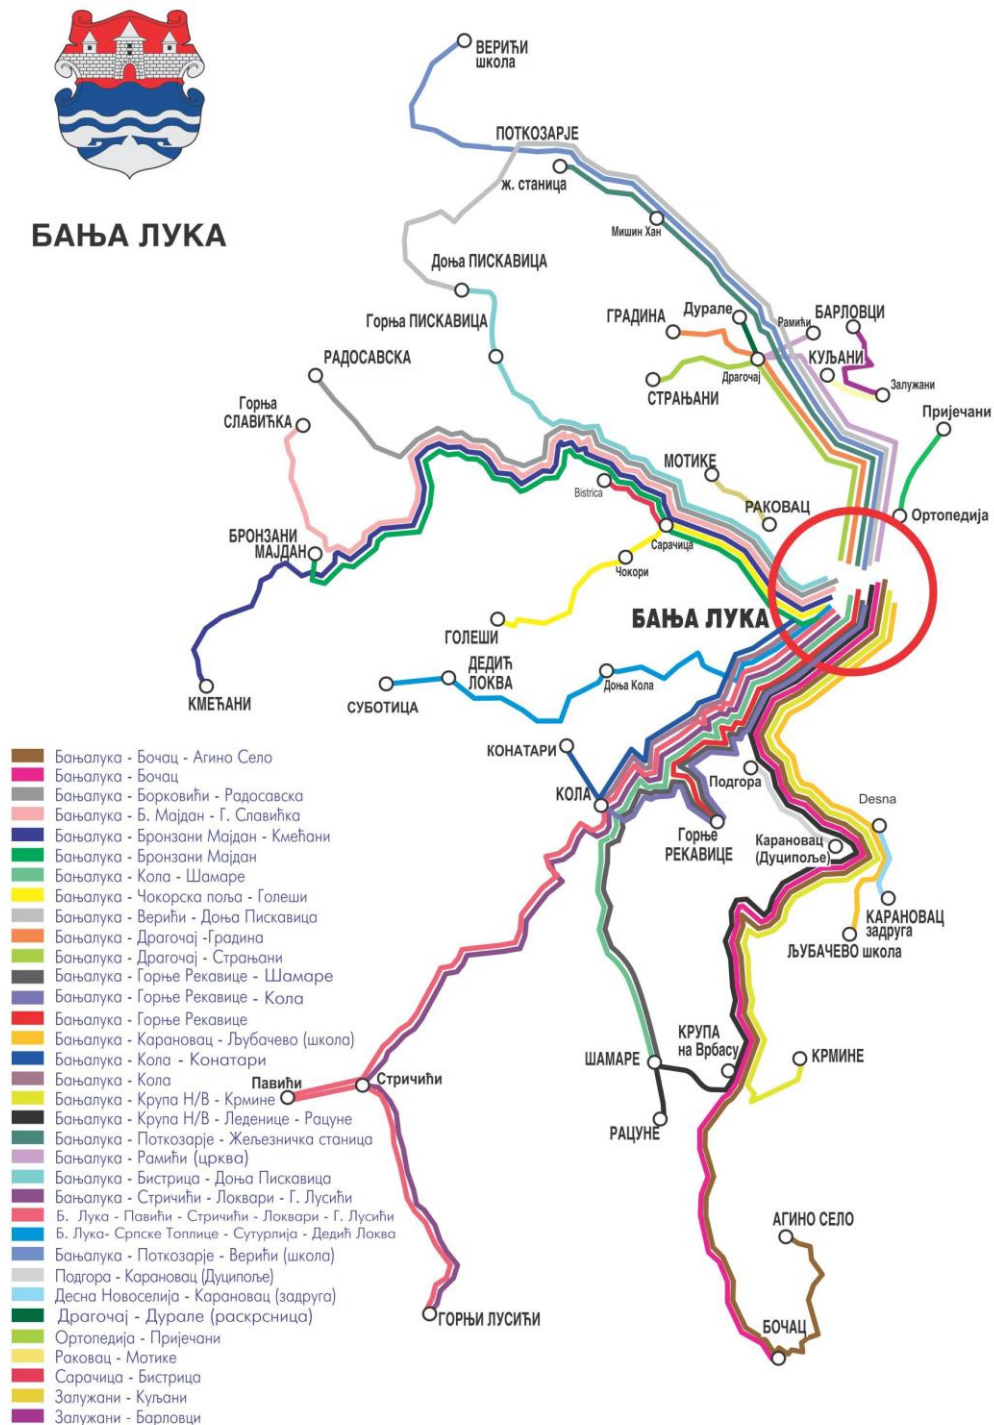 ВЕРИЋИ
школа
ПОТКОЗАРЈЕ
ж. станица
БАЊА ЛУКА
Мишин Хан
Доња ПИСКАВИЦА
ГРАДИНА
Дурале
Рамићи
БАРЛОВЦИ
Горња ПИСКАВИЦА
РАДОСАВСКА
КУЉАНИ
Драгочај
Залужани
СТРАЊАНИ
Горња
СЛАВИЋКА
Пријечани
МОТИКЕ
Bistrica
РАКОВАЦ
Ортопедија
БРОНЗАНИ
МАЈДАН
Сарачица
Чокори
БАЊА ЛУКА
ГОЛЕШИ
ДЕДИЋ
ЛОКВА
Доња Кола
КМЕЋАНИ
СУБОТИЦА
КОНАТАРИ
Подгора
КОЛА
Desna
Горње
РЕКАВИЦЕ
Карановац
(Дуципоље)
КАРАНОВАЦ
задруга
ЉУБАЧЕВО школа
КРУПА
на Врбасу
ШАМАРЕ
КРМИНЕ
Павићи
Стричићи
РАЦУНЕ
АГИНО СЕЛО
ГОРЊИ ЛУСИЋИ
БОЧАЦ
Бањалука - Бочац - Агино Село
Бањалука - Бочац
Бањалука - Борковићи - Радосавска
Бањалука - Б. Мајдан - Г. Славићка
Бањалука - Бронзани Мајдан - Кмећани
Бањалука - Бронзани Мајдан
Бањалука - Кола - Шамаре
Бањалука - Чокорска поља - Голеши
Бањалука - Верићи - Доња Пискавица
Бањалука - Драгочај -Градина
Бањалука - Драгочај - Страњани
Бањалука - Горње Рекавице - Шамаре
Бањалука - Горње Рекавице - Кола
Бањалука - Горње Рекавице
Бањалука - Карановац - Љубачево (школа)
Бањалука - Кола - Конатари
Бањалука - Кола
Бањалука - Крупа Н/В - Крмине
Бањалука - Крупа Н/В - Леденице - Рацуне
Бањалука - Поткозарје - Жељезничка станица
Бањалука - Рамићи (црква)
Бањалука - Бистрица - Доња Пискавица
Бањалука - Стричићи - Локвари - Г. Лусићи
Б. Лука - Павићи - Стричићи - Локвари - Г. Лусићи
Б. Лука- Српске Топлице - Сутурлија - Дедић Локва
Бањалука - Поткозарје - Верићи (школа)
Подгора - Карановац (Дуципоље)
Десна Новоселија - Карановац (задруга)
Драгочај - Дурале (раскрсница)
Ортопедија - Пријечани
Раковац - Мотике
Сарачица - Бистрица
Залужани - Куљани
Залужани - Барловци